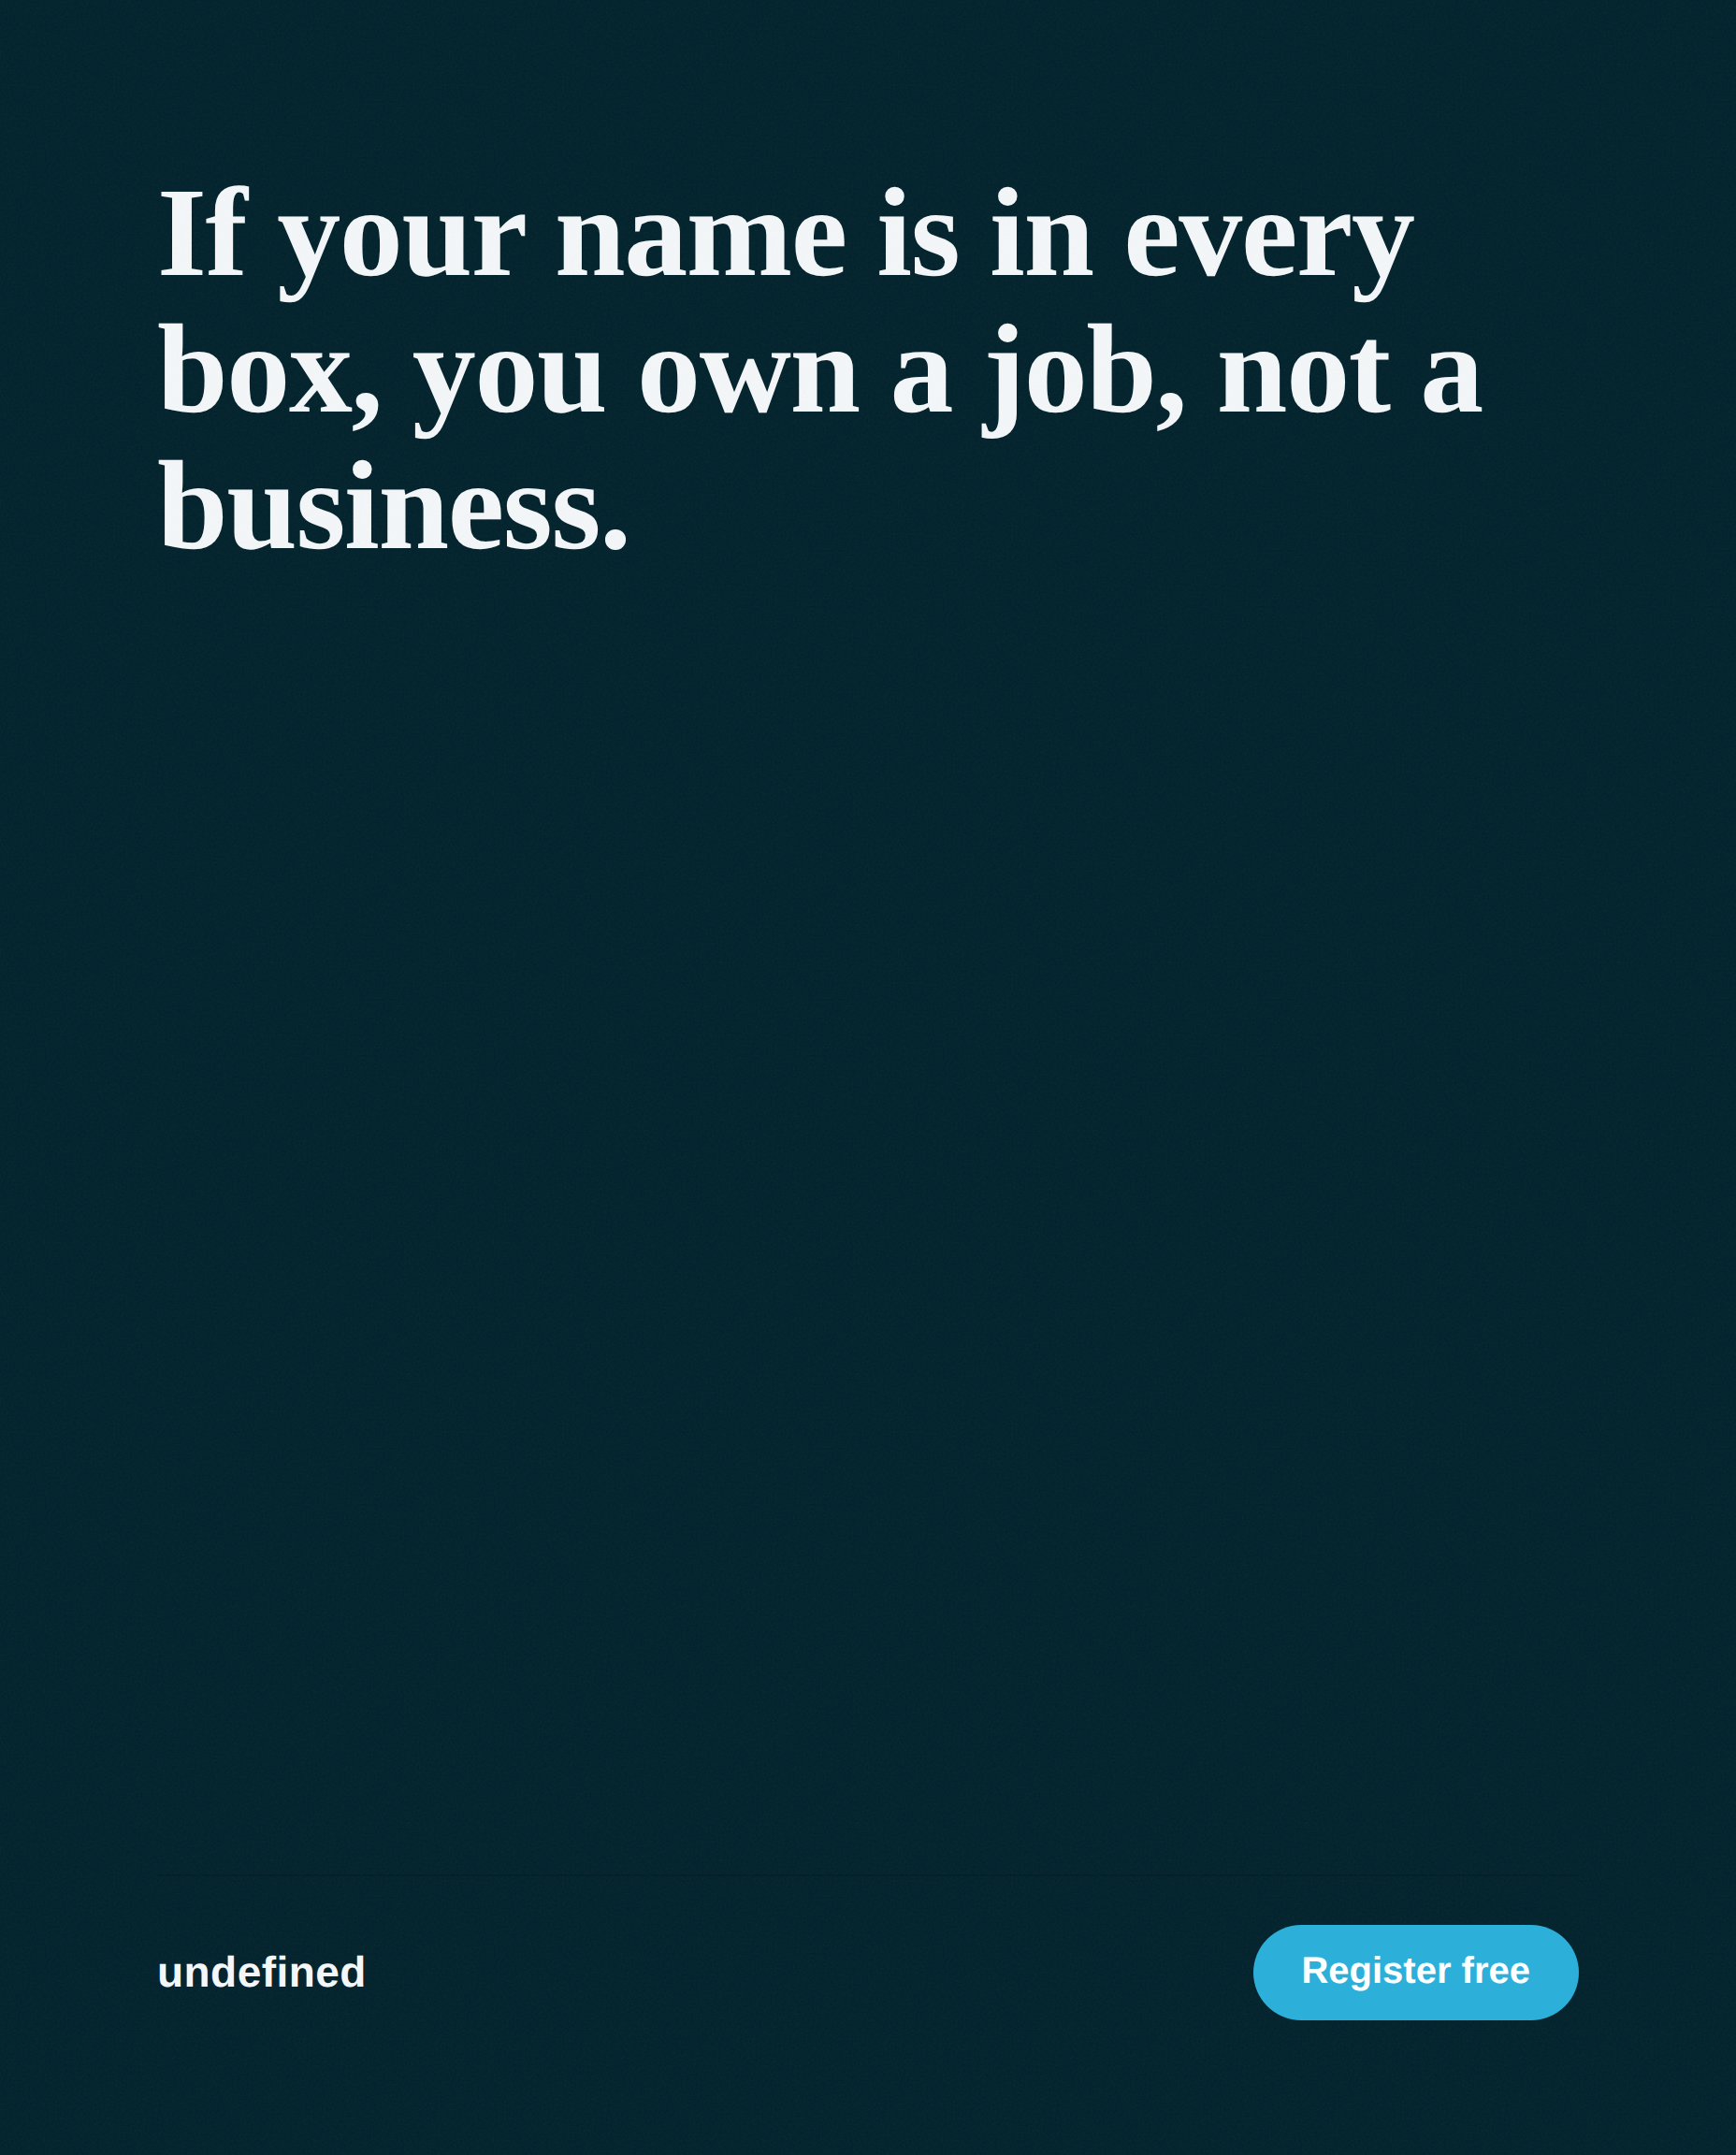 If your name is in every
box, you own a job, not a
business.
undefined
Register free